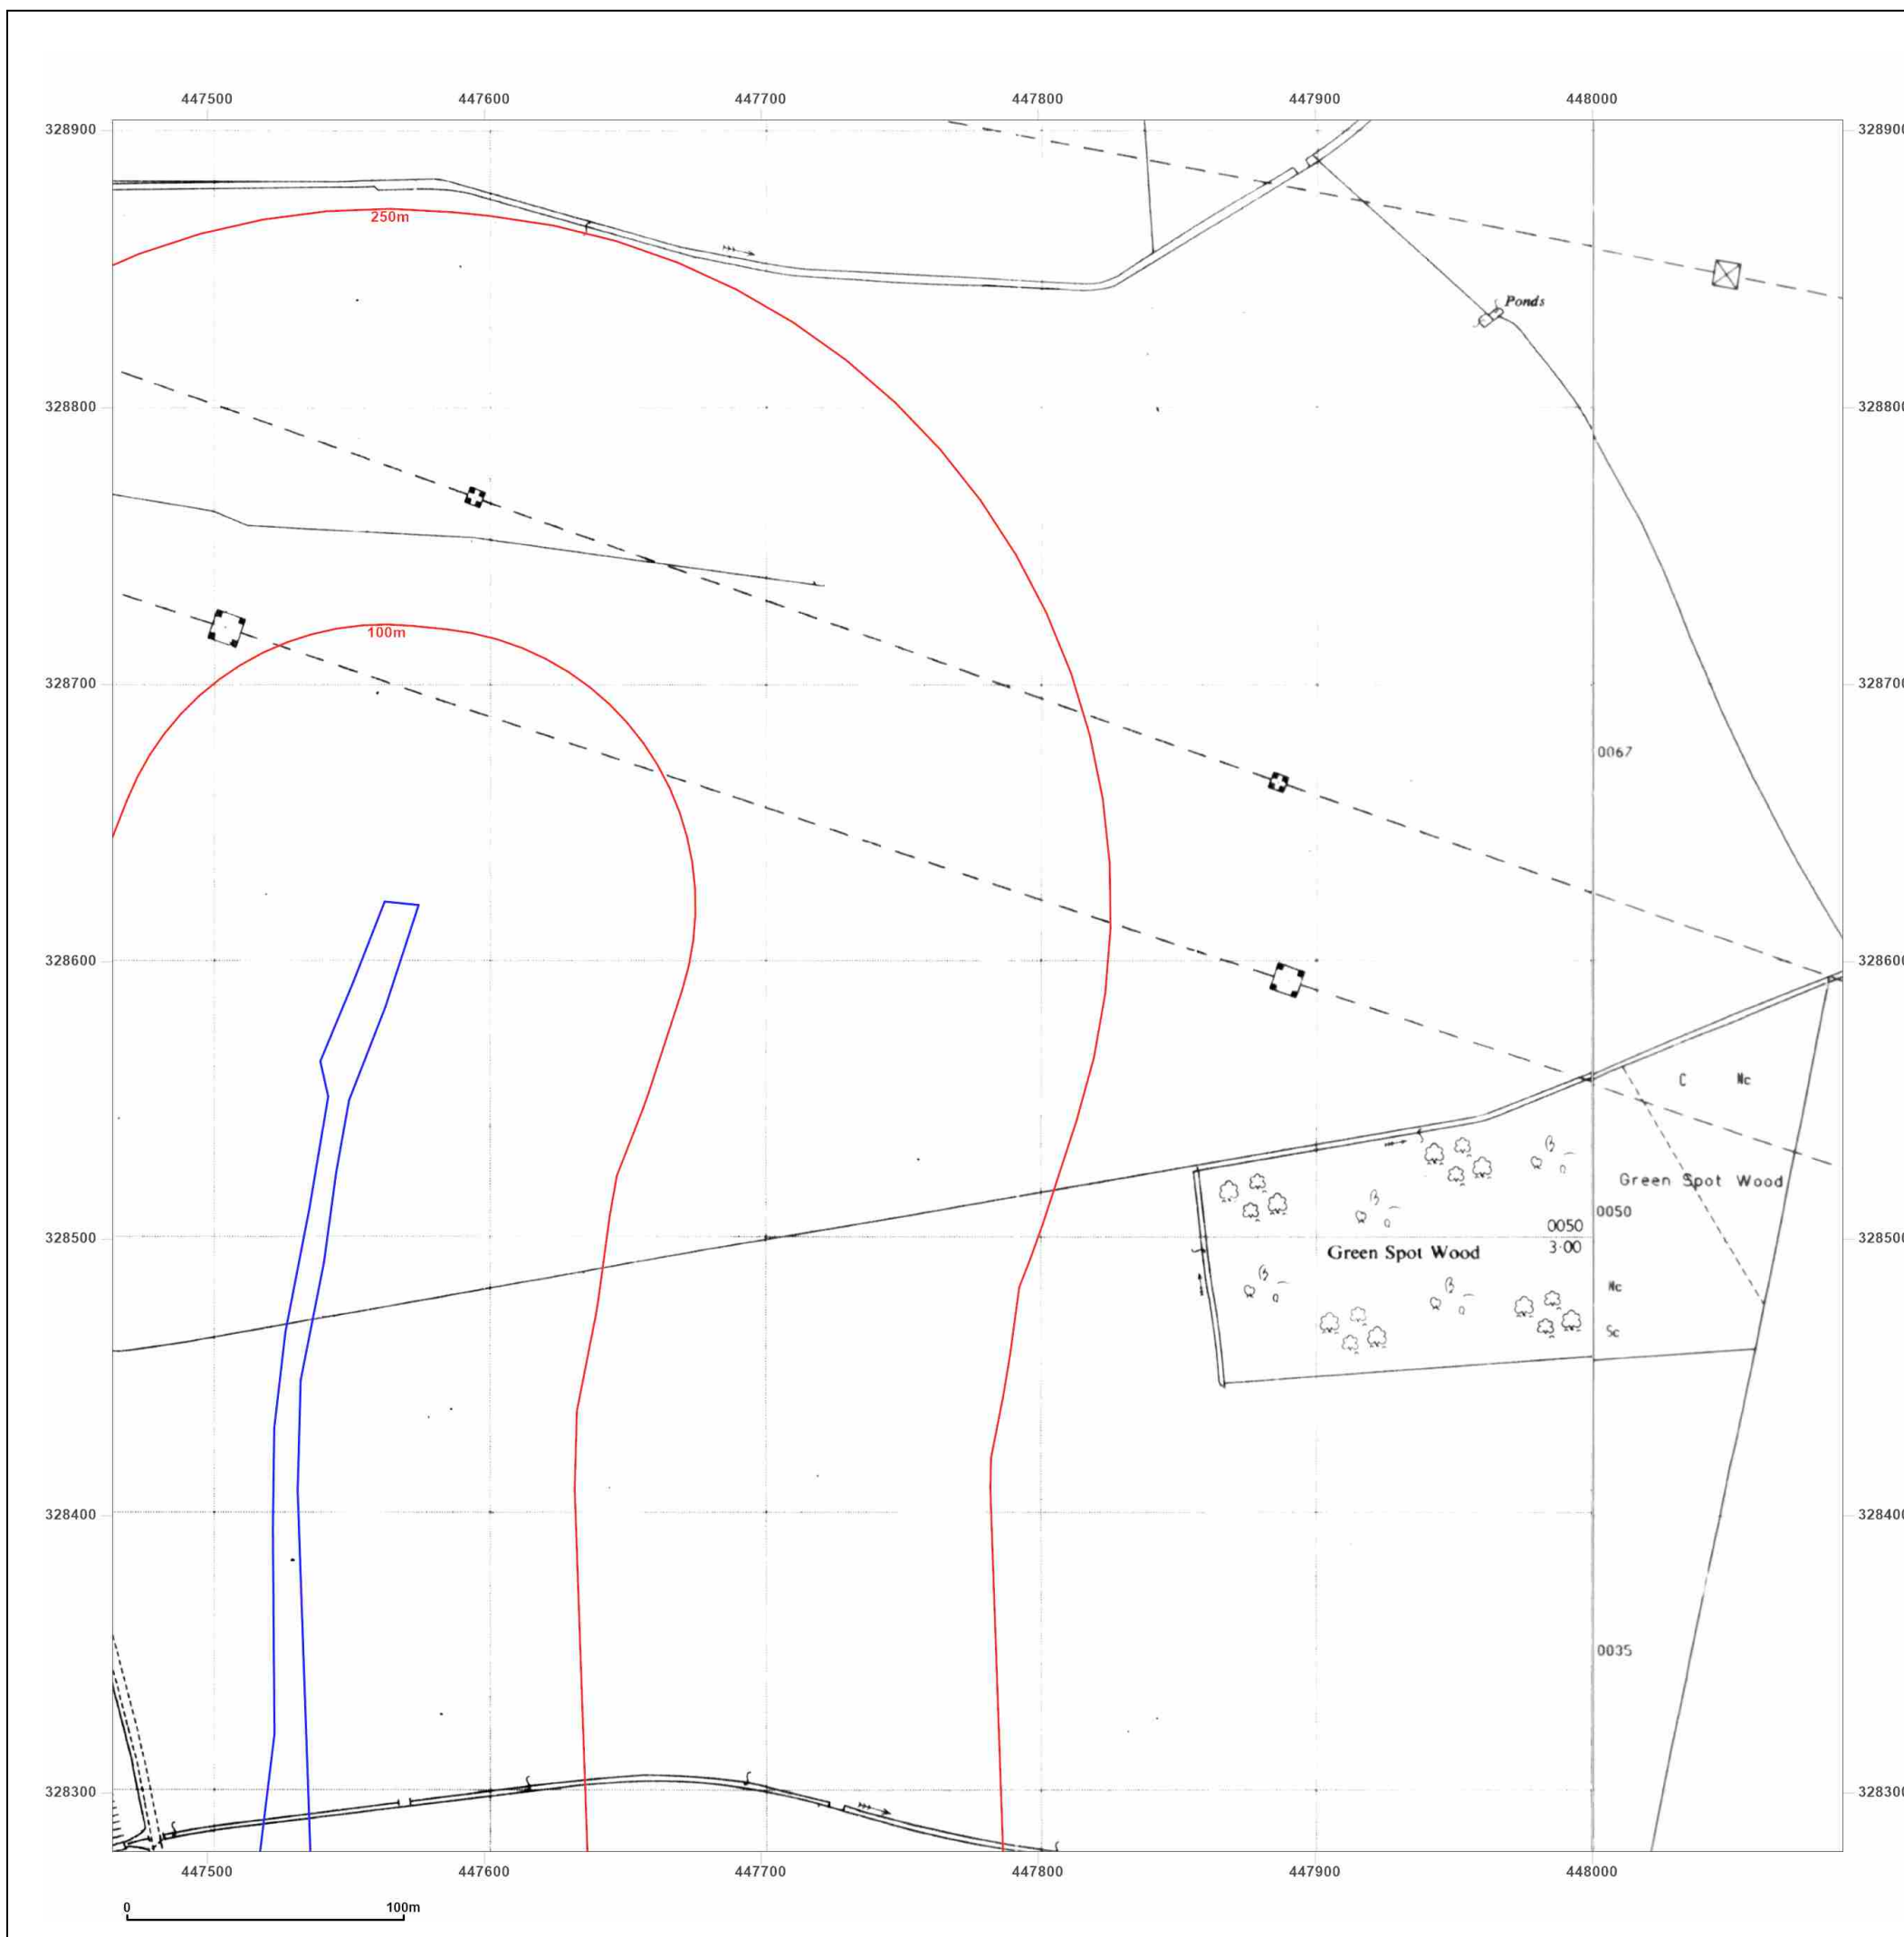 447500 447600 447700 447800 447900 448000
328900 328900
250m
Ponds
328800 328800
328700 328700
100m
0067
328600 328600
C Nc
Green Spot Wood
0050
0050
328500 328500
Green Spot Wood
3·00
Nc
Sc
328400 328400
0035
328300 328300
447500 447600 447700 447800 447900 448000
0 100m